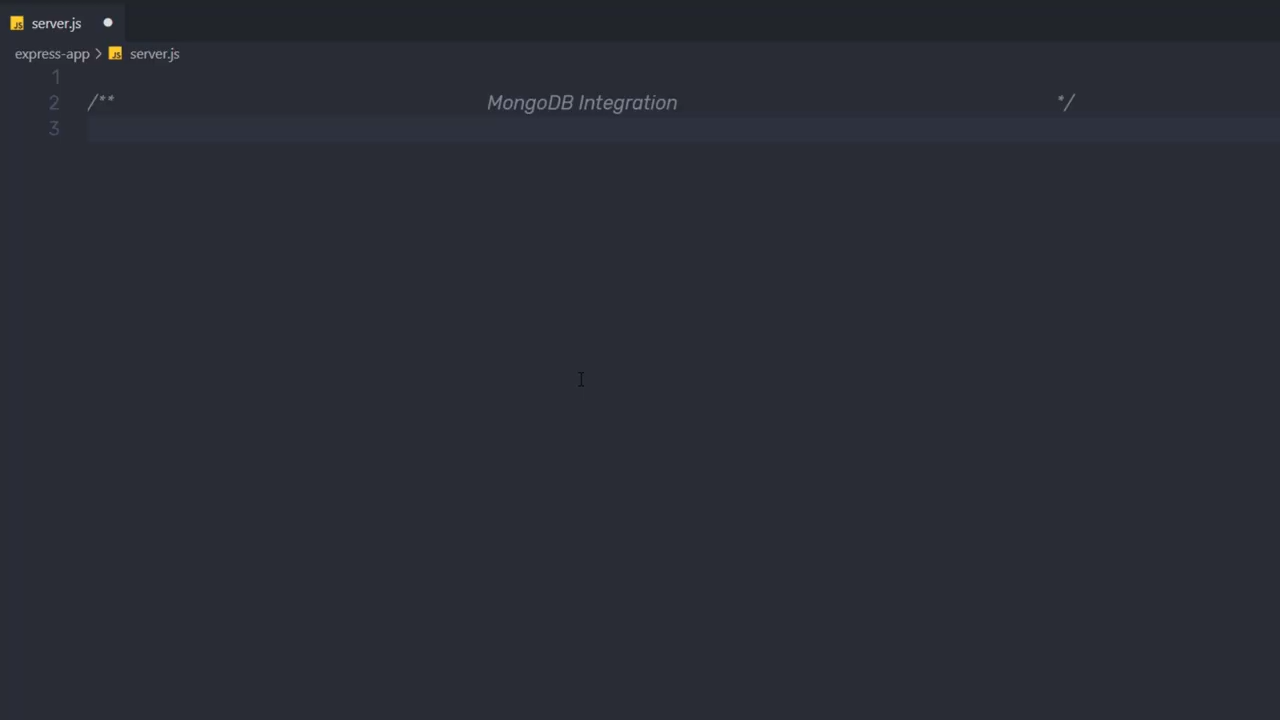 server.js
express-app > server.js
1
2 /** MongoDB Integration */
3